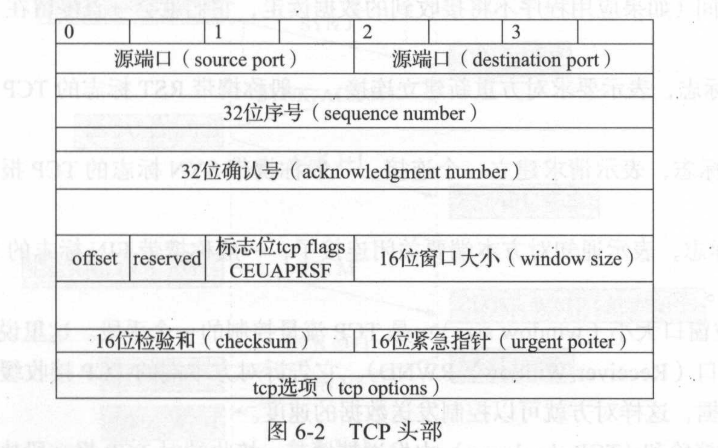 0 1 2 3
源端口（source port） 源端口（destination port）
32位序号（sequence number）
32位确认号（acknowledgment number）
offset reserved 标志位tcp flags 16位窗口大小（window size）
CEUAPRSF
16位检验和（checksum） 16位紧急指针（urgent poiter）
tcp选项（tcp option）
图 6-2 TCP 头部